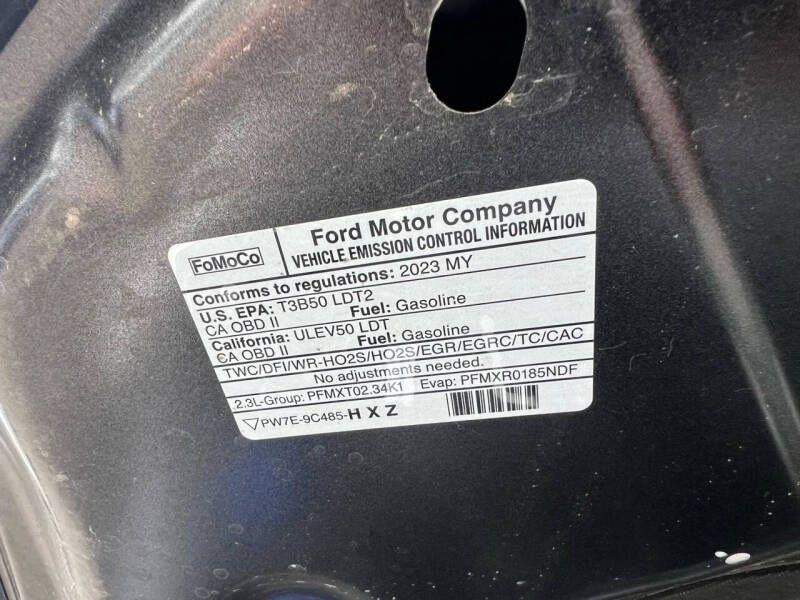 FoMoCo
Ford Motor Company
VEHICLE EMISSION CONTROL INFORMATION
Conforms to regulations: 2023 MY
U.S. EPA: T3B50 LDT2
CA OBD II Fuel: Gasoline
California: ULEV50 LDT
CA OBD II Fuel: Gasoline
TWC/DFI/WR-HO2S/HO2S/EGR/EGRC/TC/CAC
No adjustments needed.
2.3L-Group: PFMXT02.34K1 Evap: PFMXR0185NDF
PW7E-9C485-H X Z